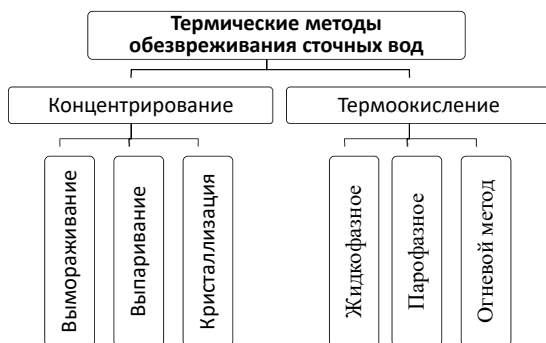 Термические методы
обезвреживания сточных вод
Концентрирование
Термоокисление
Вымораживание
Выпаривание
Кристаллизация
Жидкофазное
Парофазное
Огневой метод